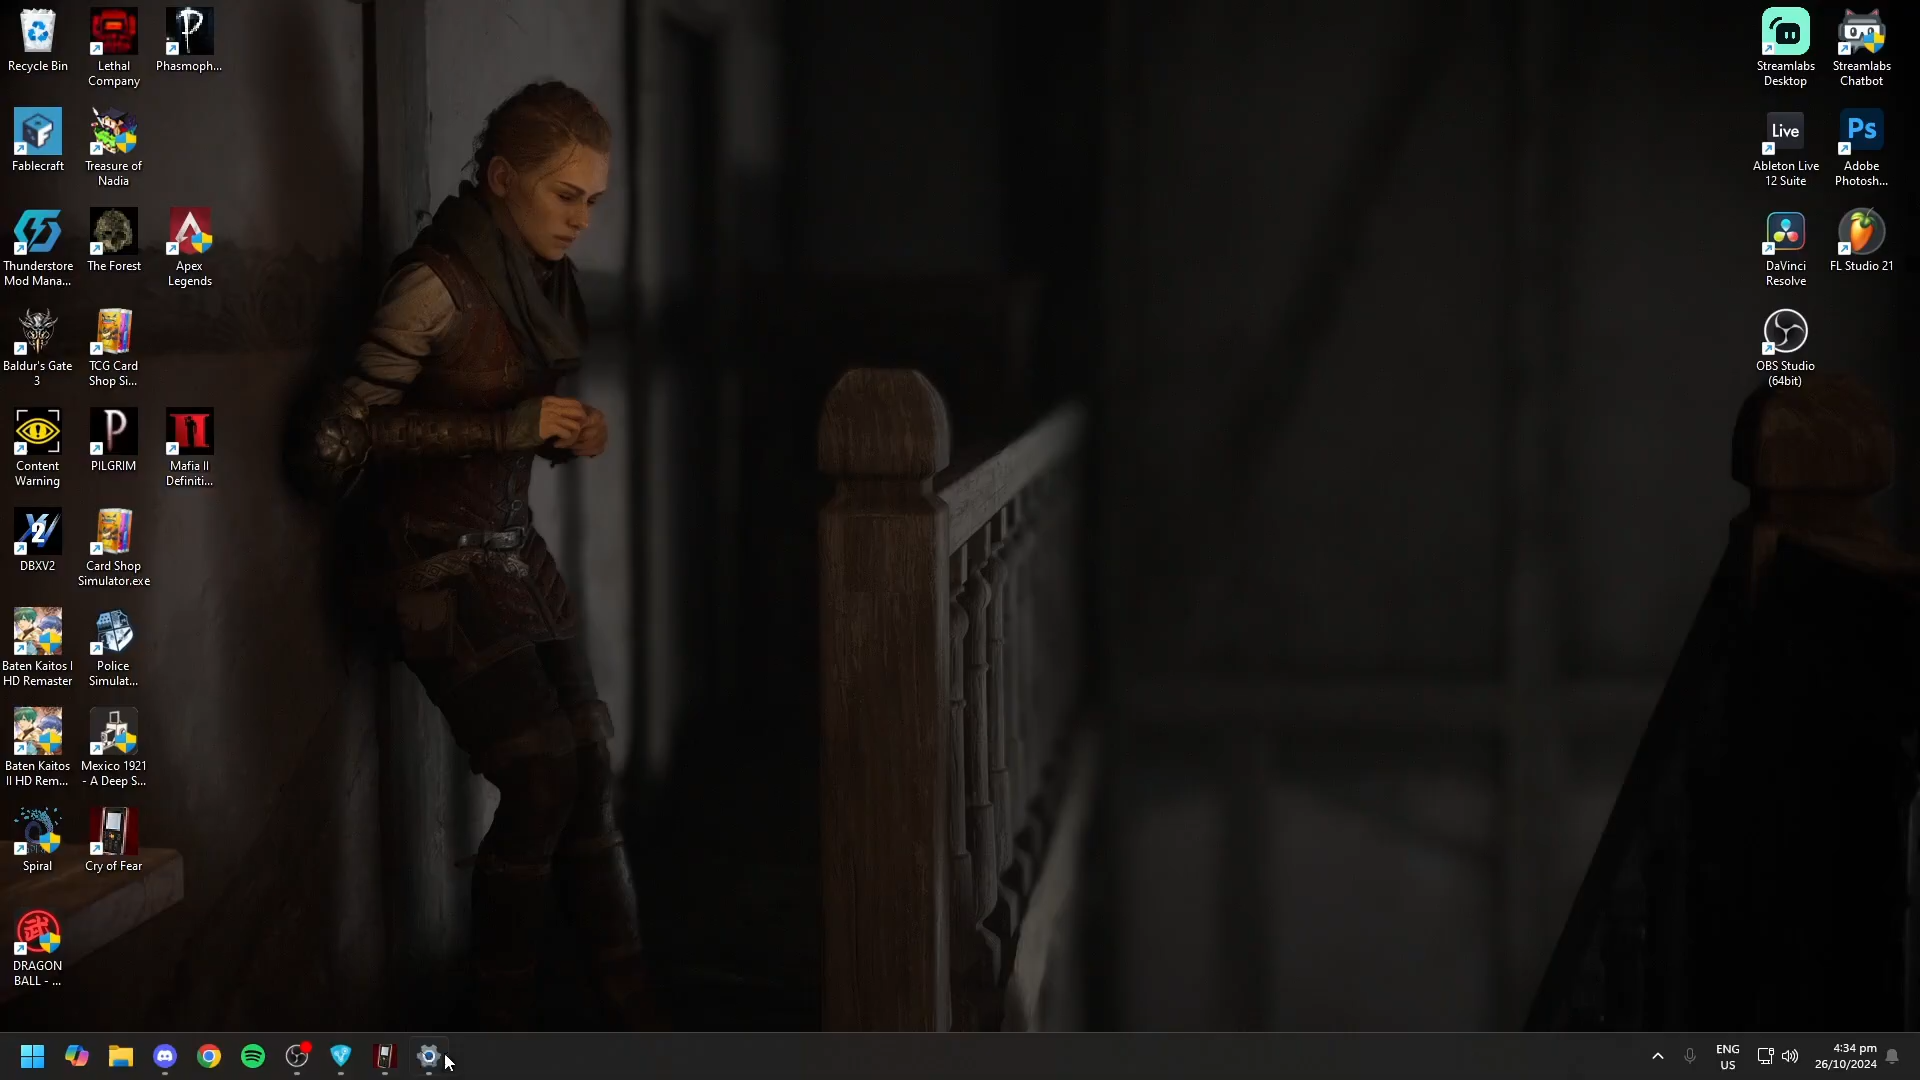 Recycle Bin
Lethal
Company
Phasmoph...
Fablecraft
Treasure of
Nadia
Thunderstore
Mod Mana...
The Forest
Apex
Legends
Baldur's Gate
3
TCG Card
Shop Si...
Content
Warning
P
PILGRIM
II
Mafia II
Definiti...
2
DBXV2
Card Shop
Simulator.exe
Baten Kaitos I
HD Remaster
Police
Simulat...
Baten Kaitos
II HD Rem...
Mexico 1921
- A Deep S...
Spiral
Cry of Fear
武
DRAGON
BALL - ...
Streamlabs
Desktop
Streamlabs
Chatbot
Live
Ableton Live
12 Suite
Ps
Adobe
Photosh...
DaVinci
Resolve
FL Studio 21
OBS Studio
(64bit)
ENG
US
4:34 pm
26/10/2024